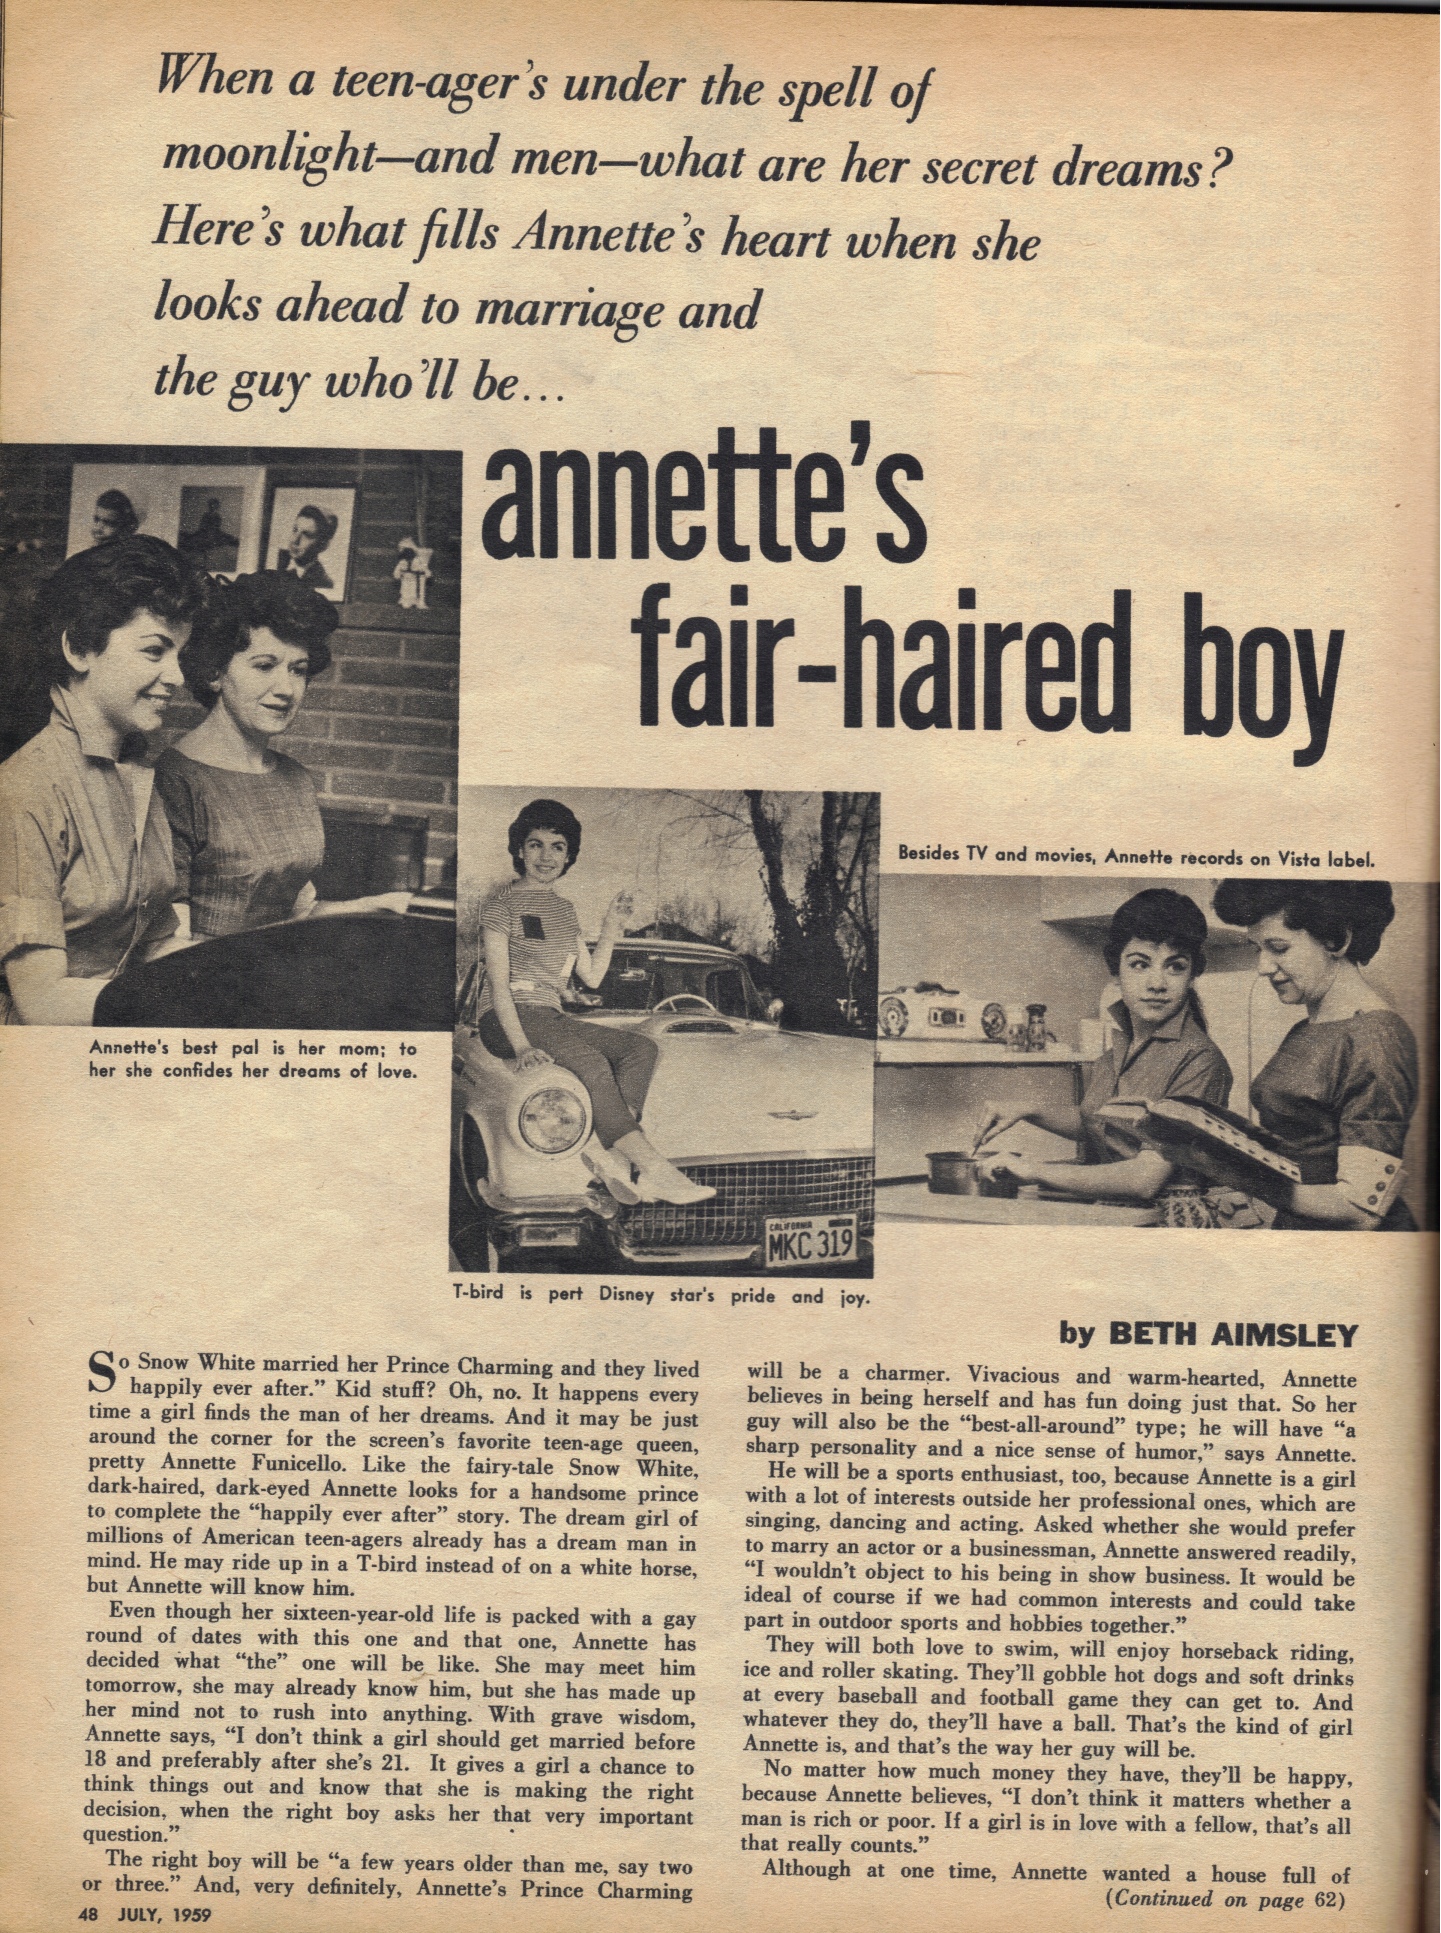 When a teen-ager's under the spell of
moonlight—and men—what are her secret dreams?
Here's what fills Annette's heart when she
looks ahead to marriage and
the guy who'll be...
annette's
fair-haired boy
Annette's best pal is her mom; to
her she confides her dreams of love.
Besides TV and movies, Annette records on Vista label.
CALIFORNIA
MKC 319
T-bird is pert Disney star's pride and joy.
by BETH AIMSLEY
So Snow White married her Prince Charming and they lived
happily ever after." Kid stuff? Oh, no. It happens every
time a girl finds the man of her dreams. And it may be just
around the corner for the screen's favorite teen-age queen,
pretty Annette Funicello. Like the fairy-tale Snow White,
dark-haired, dark-eyed Annette looks for a handsome prince
to complete the "happily ever after" story. The dream girl of
millions of American teen-agers already has a dream man in
mind. He may ride up in a T-bird instead of on a white horse,
but Annette will know him.
Even though her sixteen-year-old life is packed with a gay
round of dates with this one and that one, Annette has
decided what "the" one will be like. She may meet him
tomorrow, she may already know him, but she has made up
her mind not to rush into anything. With grave wisdom,
Annette says, "I don't think a girl should get married before
18 and preferably after she's 21. It gives a girl a chance to
think things out and know that she is making the right
decision, when the right boy asks her that very important
question."
The right boy will be "a few years older than me, say two
or three." And, very definitely, Annette's Prince Charming
will be a charmer. Vivacious and warm-hearted, Annette
believes in being herself and has fun doing just that. So her
guy will also be the "best-all-around" type; he will have "a
sharp personality and a nice sense of humor," says Annette.
He will be a sports enthusiast, too, because Annette is a girl
with a lot of interests outside her professional ones, which are
singing, dancing and acting. Asked whether she would prefer
to marry an actor or a businessman, Annette answered readily,
"I wouldn't object to his being in show business. It would be
ideal of course if we had common interests and could take
part in outdoor sports and hobbies together."
They will both love to swim, will enjoy horseback riding,
ice and roller skating. They'll gobble hot dogs and soft drinks
at every baseball and football game they can get to. And
whatever they do, they'll have a ball. That's the kind of girl
Annette is, and that's the way her guy will be.
No matter how much money they have, they'll be happy,
because Annette believes, "I don't think it matters whether a
man is rich or poor. If a girl is in love with a fellow, that's all
that really counts."
Although at one time, Annette wanted a house full of
(Continued on page 62)
48 JULY, 1959